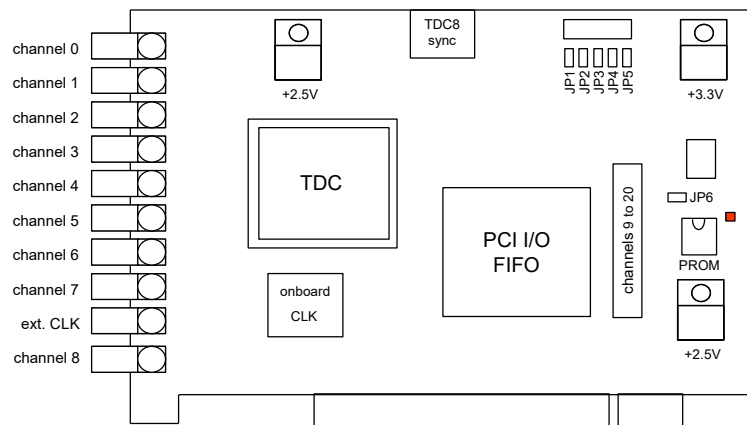 channel 0
channel 1
channel 2
channel 3
channel 4
channel 5
channel 6
channel 7
ext. CLK
channel 8
+2.5V
TDC8
sync
JP1
JP2
JP3
JP4
JP5
+3.3V
TDC
PCI I/O
FIFO
channels 9 to 20
JP6
PROM
onboard
CLK
+2.5V